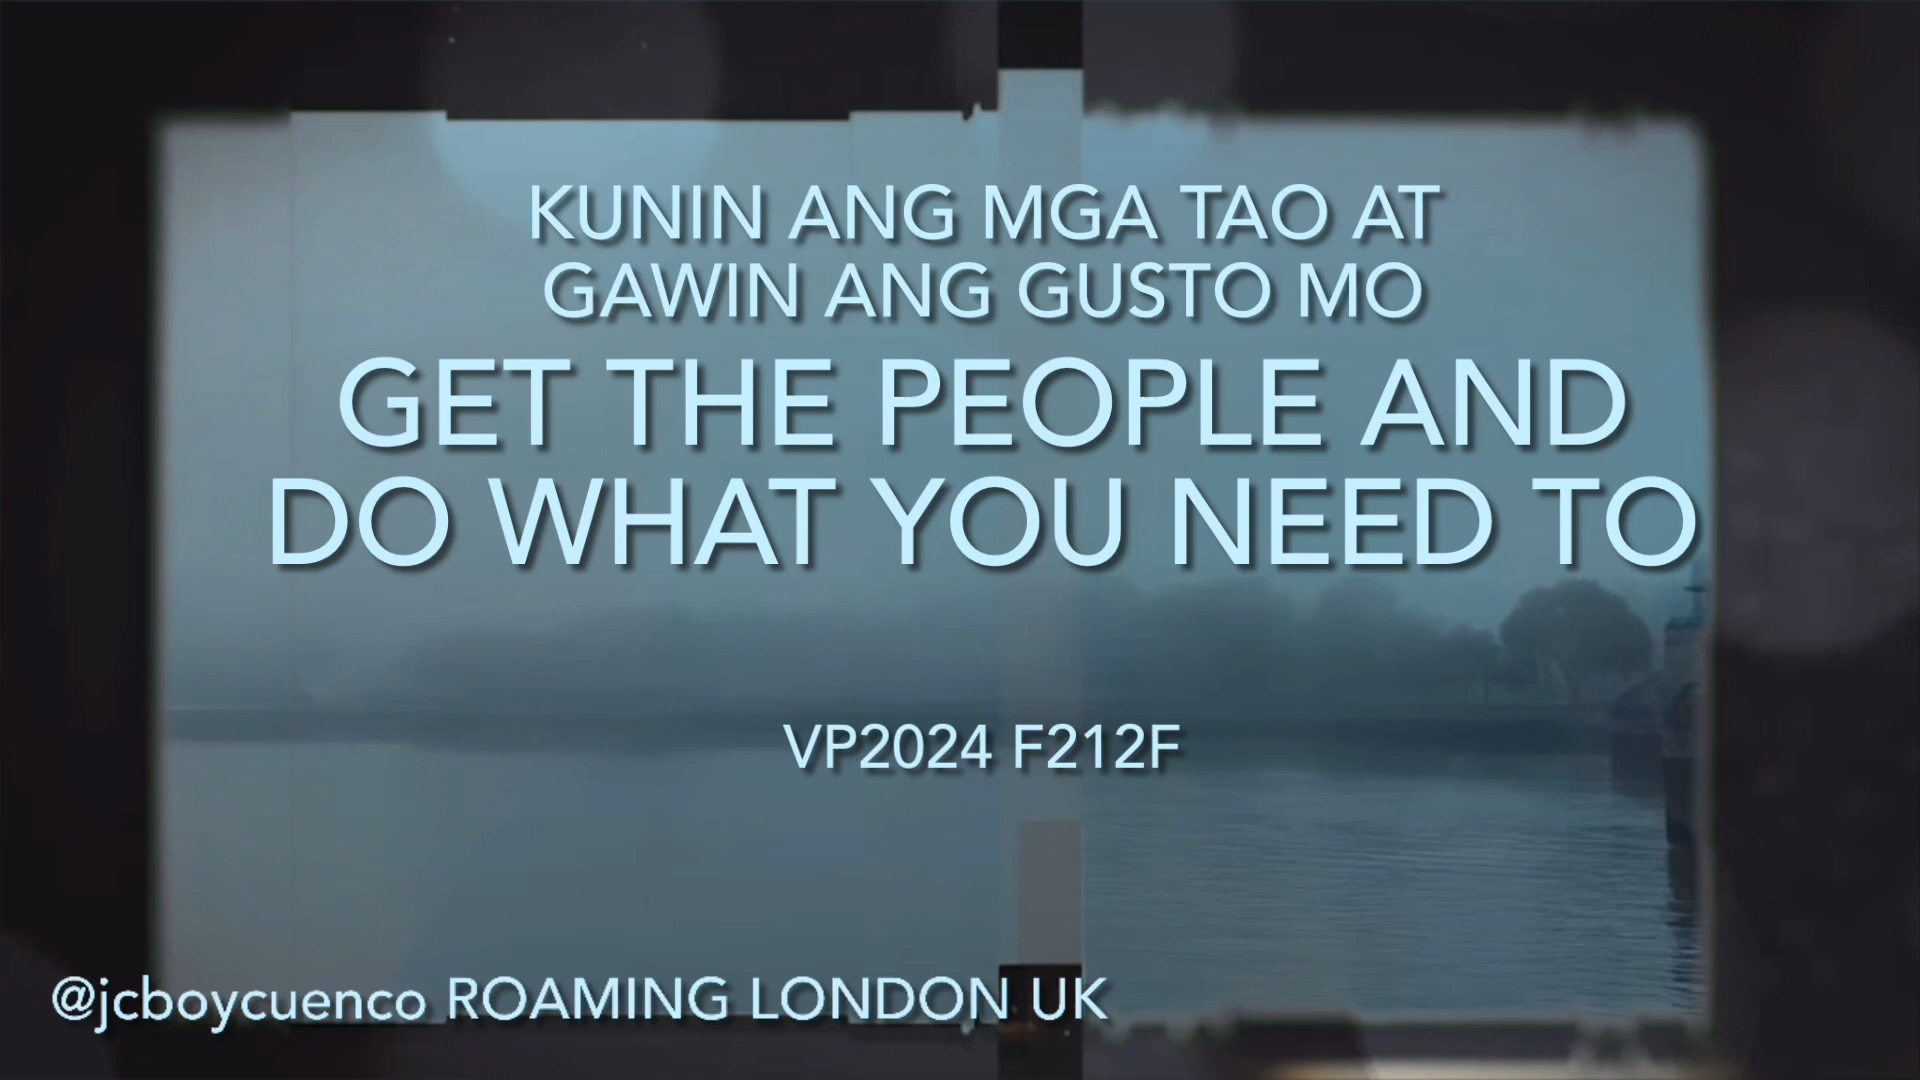 KUNIN ANG MGA TAO AT
GAWIN ANG GUSTO MO
GET THE PEOPLE AND
DO WHAT YOU NEED TO
VP2024 F212F
@jcboycuenco ROAMING LONDON UK